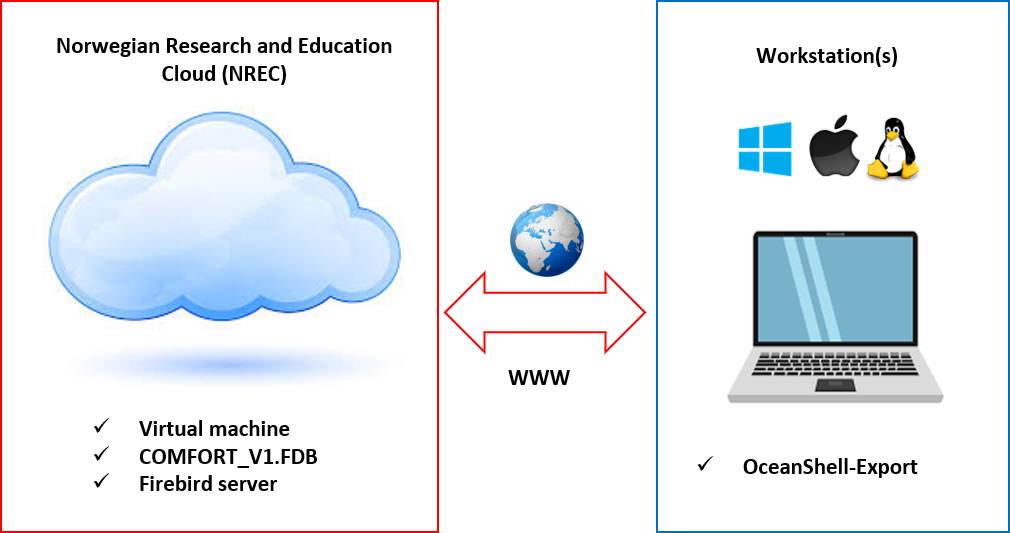 Norwegian Research and Education
Cloud (NREC)
Workstation(s)
WWW
Virtual machine
COMFORT_V1.FDB
Firebird server
OceanShell-Export